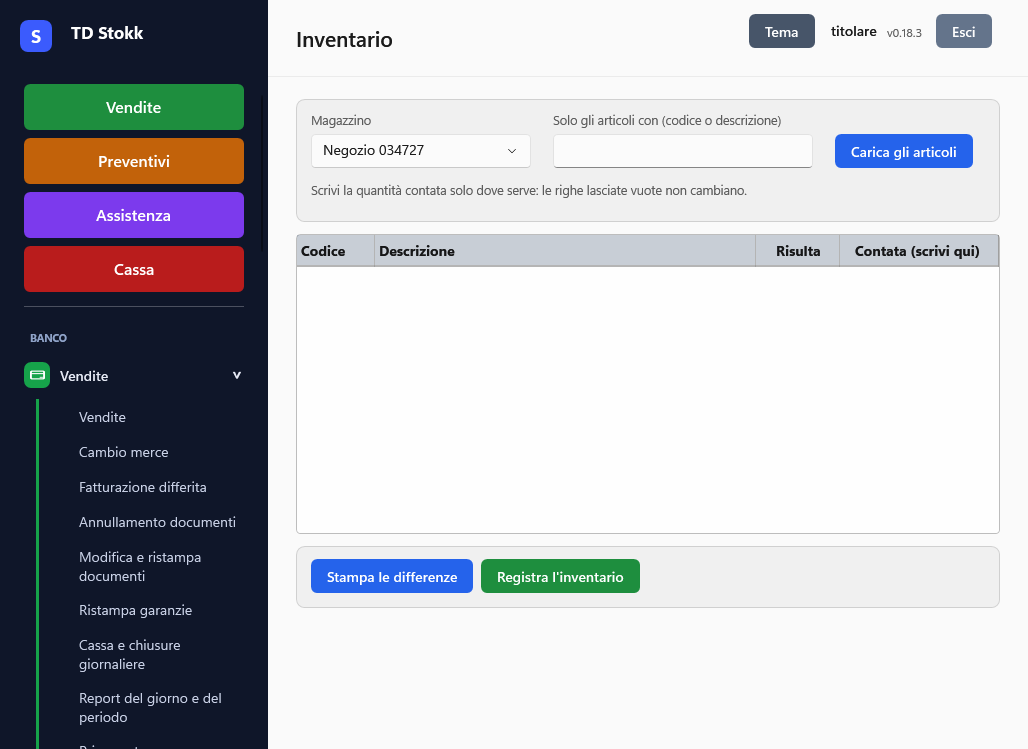 S
TD Stokk
Vendite
Preventivi
Assistenza
Cassa
BANCO
Vendite
Vendite
Cambio merce
Fatturazione differita
Annullamento documenti
Modifica e ristampa
documenti
Ristampa garanzie
Cassa e chiusure
giornaliere
Report del giorno e del
periodo
Inventario
Tema
titolare
v0.18.3
Esci
Magazzino
Solo gli articoli con (codice o descrizione)
Negozio 034727
Carica gli articoli
Scrivi la quantità contata solo dove serve: le righe lasciate vuote non cambiano.
Codice
Descrizione
Risulta
Contata (scrivi qui)
Stampa le differenze
Registra l'inventario